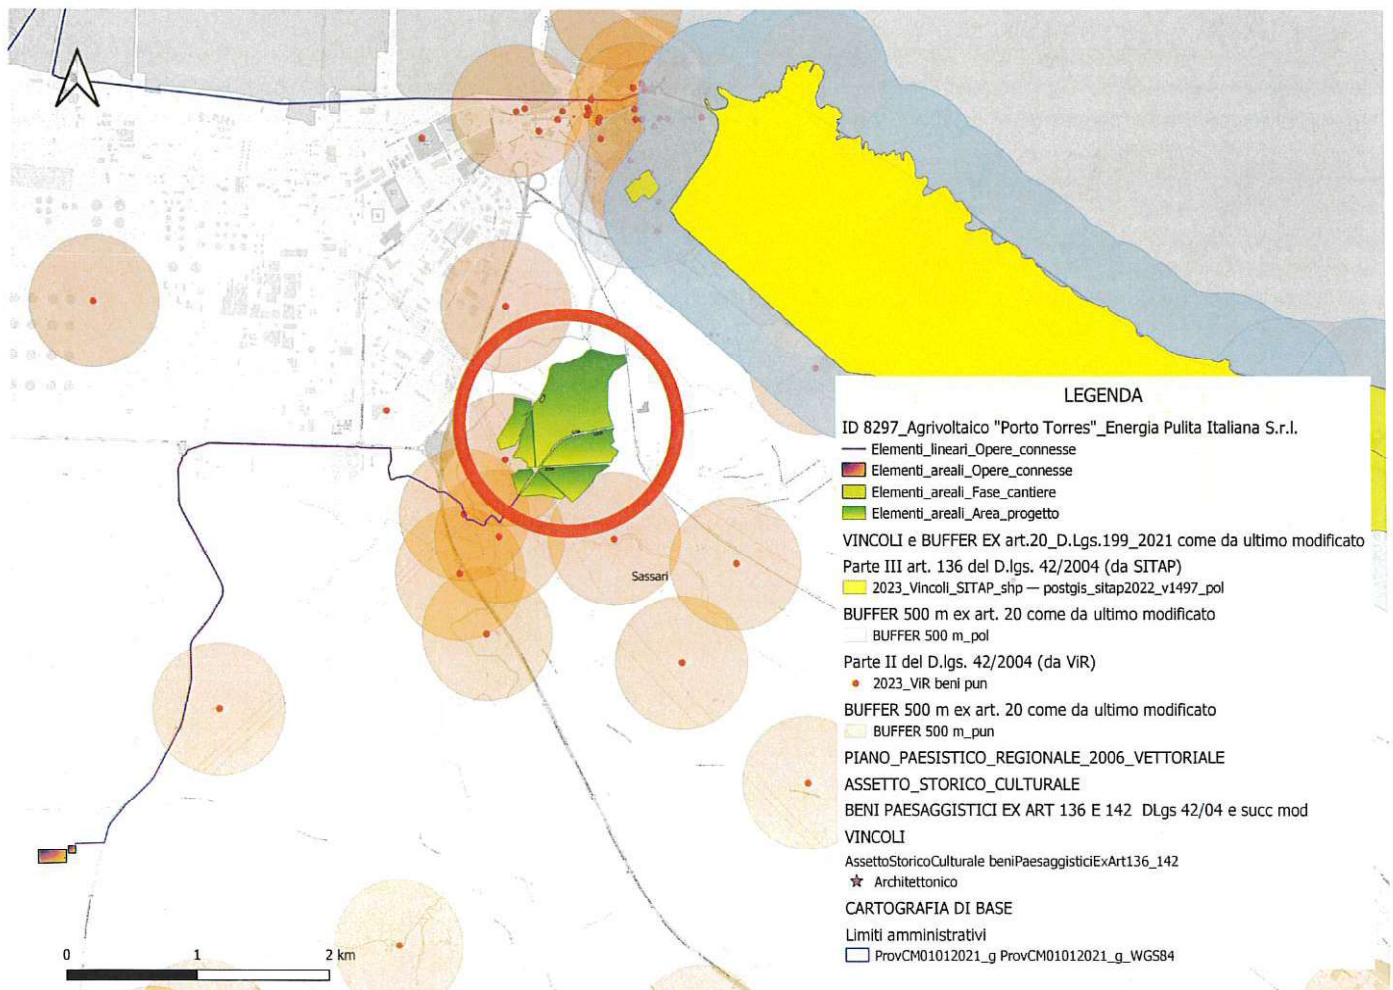 Sassari
0 1 2 km
LEGENDA
ID 8297_Agrivoltaico "Porto Torres"_Energia Pulita Italiana S.r.l.
Elementi_lineari_Opere_connesse
Elementi_areali_Opere_connesse
Elementi_areali_Fase_cantiere
Elementi_areali_Area_progetto
VINCOLI e BUFFER EX art.20_D.Lgs.199_2021 come da ultimo modificato
Parte III art. 136 del D.lgs. 42/2004 (da SITAP)
2023_Vincoli_SITAP_shp — postgis_sitap2022_v1497_pol
BUFFER 500 m ex art. 20 come da ultimo modificato
BUFFER 500 m_pol
Parte II del D.lgs. 42/2004 (da ViR)
2023_ViR beni pun
BUFFER 500 m ex art. 20 come da ultimo modificato
BUFFER 500 m_pun
PIANO_PAESISTICO_REGIONALE_2006_VETTORIALE
ASSETTO_STORICO_CULTURALE
BENI PAESAGGISTICI EX ART 136 E 142 DLgs 42/04 e succ mod
VINCOLI
AssettoStoricoCulturale beniPaesaggisticiExArt136_142
Architettonico
CARTOGRAFIA DI BASE
Limiti amministrativi
ProvCM01012021_g ProvCM01012021_g_WGS84